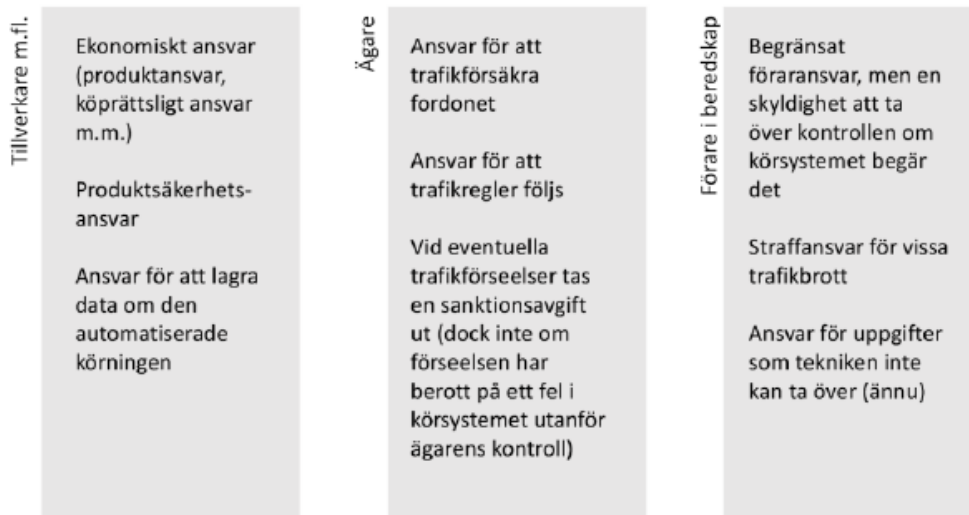 Tillverkare m.fl.
Ekonomiskt ansvar
(produktansvar,
köprättsligt ansvar
m.m.)
Produktsäkerhets-
ansvar
Ansvar för att lagra
data om den
automatiserade
körningen
Ägare
Ansvar för att
trafikförsäkra
fordonet
Ansvar för att
trafikregler följs
Vid eventuella
trafikförseelser tas
en sanktionsavgift
ut (dock inte om
förseelsen har
berott på ett fel i
körsystemet utanför
ägarens kontroll)
Förare i beredskap
Begränsat
föraransvar, men en
skyldighet att ta
över kontrollen om
körsystemet begär
det
Straffansvar för vissa
trafikbrott
Ansvar för uppgifter
som tekniken inte
kan ta över (ännu)